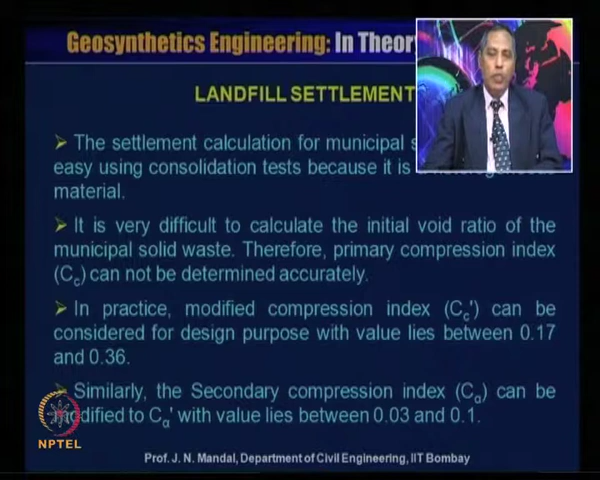 Geosynthetics Engineering: In Theory
LANDFILL SETTLEMENT
➢ The settlement calculation for municipal s
easy using consolidation tests because it is
material.
➢ It is very difficult to calculate the initial void ratio of the
municipal solid waste. Therefore, primary compression index
(Cc) can not be determined accurately.
➢ In practice, modified compression index (Cc') can be
considered for design purpose with value lies between 0.17
and 0.36.
➢ Similarly, the Secondary compression index (Cα) can be
modified to Cα' with value lies between 0.03 and 0.1.
NPTEL
Prof. J. N. Mandal, Department of Civil Engineering, IIT Bombay